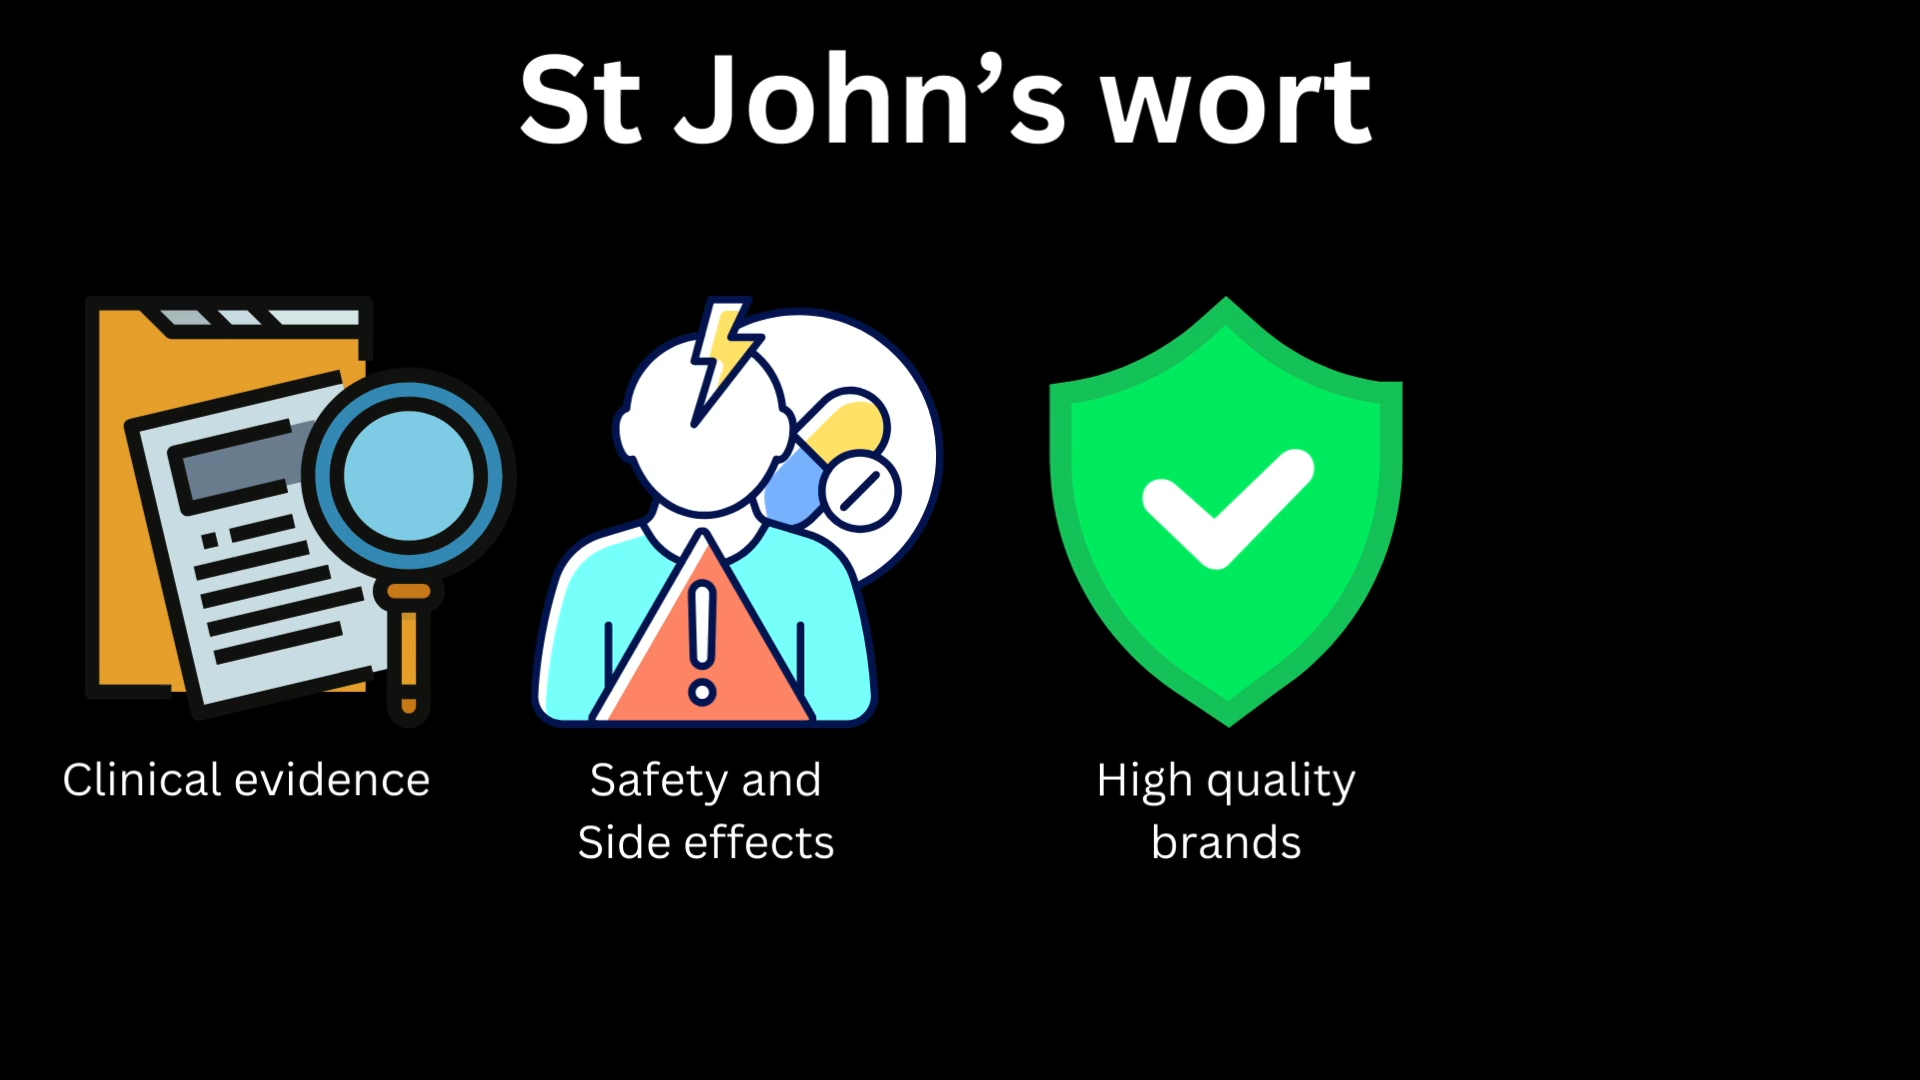 St John’s wort
Clinical evidence
Safety and
Side effects
High quality
brands